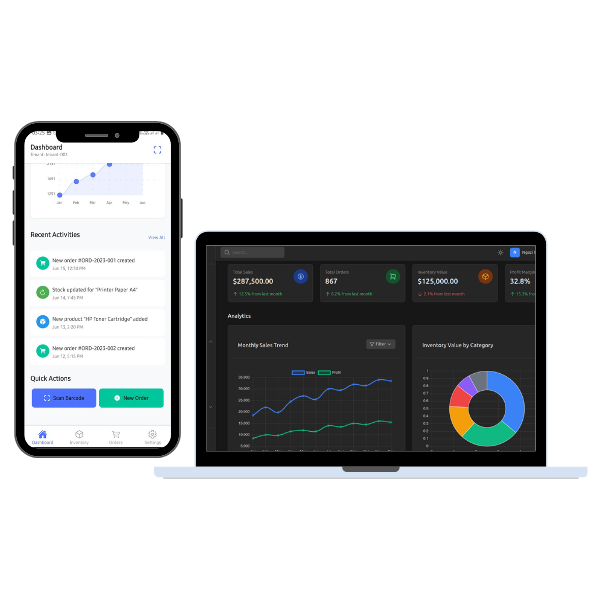 Dashboard
Jan Feb Mar Apr May Jun
Recent Activities
View All
New order #ORD-2023-001 created
Jun 15, 12:30 PM
Stock updated for "Printer Paper A4"
Jun 14, 7:45 PM
New product "HP Toner Cartridge" added
Jun 13, 2:20 PM
New order #ORD-2023-002 created
Jun 12, 5:15 PM
Quick Actions
Scan Barcode
New Order
Dashboard Inventory Orders Settings
Search...
Total Sales
$287,500.00
↑ 12.5% from last month
Total Orders
867
↑ 8.2% from last month
Inventory Value
$125,000.00
↓ 3.1% from last month
Profit Margin
32.8%
Analytics
Monthly Sales Trend
Filter
Sales Profit
35,000
30,000
25,000
20,000
15,000
10,000
5,000
Inventory Value by Category
1
0.9
0.8
0.7
0.6
0.5
0.4
0.3
0.2
0.1
0